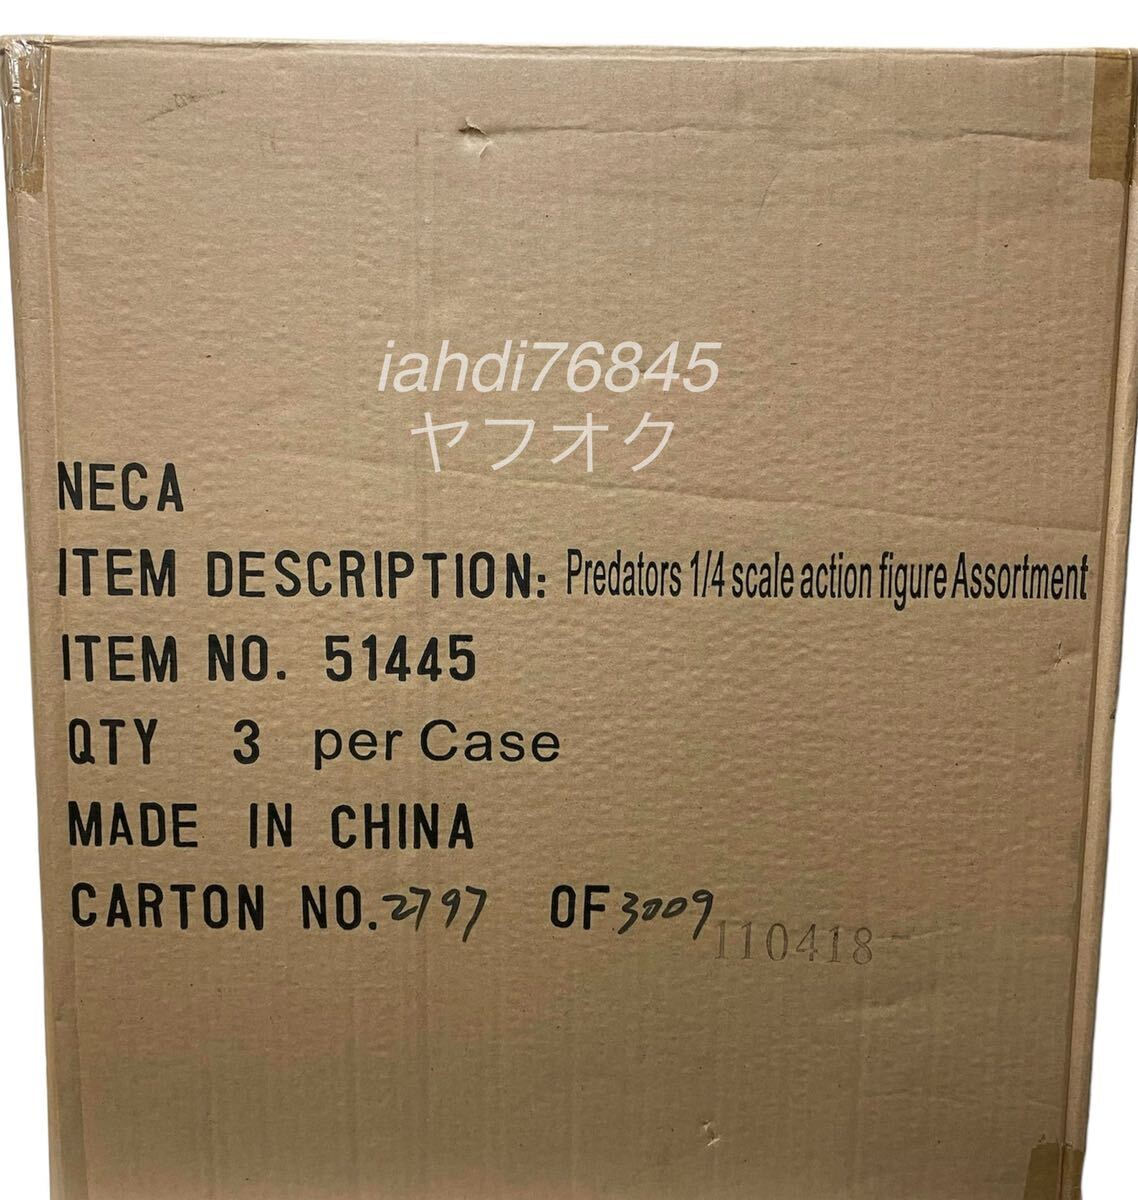 iahdi76845
ヤフオク
NECA
ITEM DESCRIPTION: Predators 1/4 scale action figure Assortment
ITEM NO. 51445
QTY 3 per Case
MADE IN CHINA
CARTON NO. 2797 OF 3009
110418